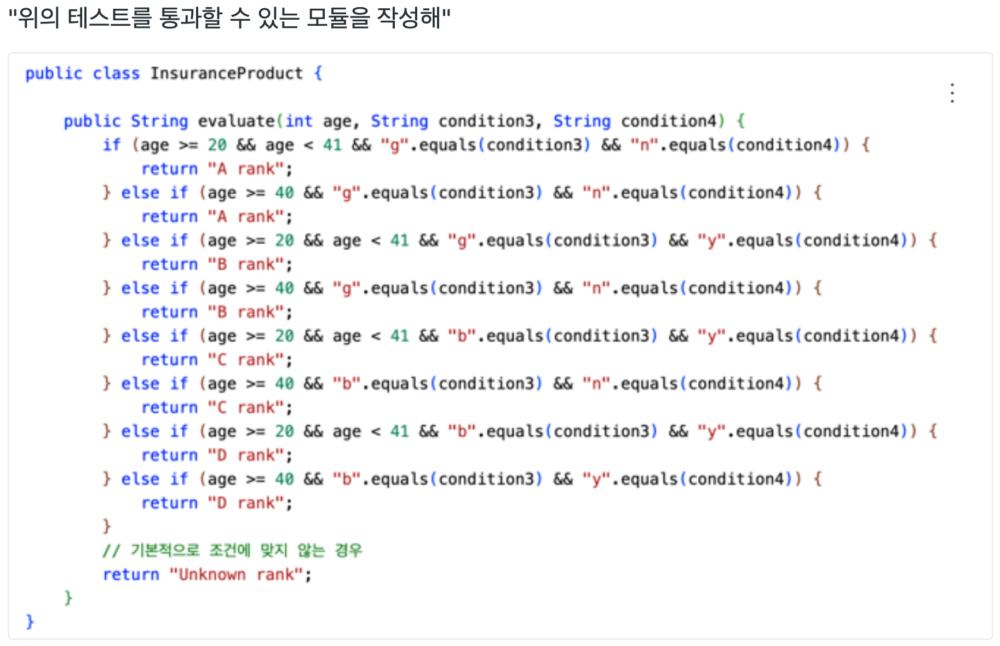 "위의 테스트를 통과할 수 있는 모듈을 작성해"
public class InsuranceProduct {
    public String evaluate(int age, String condition3, String condition4) {
        if (age >= 20 && age < 41 && "g".equals(condition3) && "n".equals(condition4)) {
            return "A rank";
        } else if (age >= 40 && "g".equals(condition3) && "n".equals(condition4)) {
            return "A rank";
        } else if (age >= 20 && age < 41 && "g".equals(condition3) && "y".equals(condition4)) {
            return "B rank";
        } else if (age >= 40 && "g".equals(condition3) && "n".equals(condition4)) {
            return "B rank";
        } else if (age >= 20 && age < 41 && "b".equals(condition3) && "y".equals(condition4)) {
            return "C rank";
        } else if (age >= 40 && "b".equals(condition3) && "n".equals(condition4)) {
            return "C rank";
        } else if (age >= 20 && age < 41 && "b".equals(condition3) && "y".equals(condition4)) {
            return "D rank";
        } else if (age >= 40 && "b".equals(condition3) && "y".equals(condition4)) {
            return "D rank";
        }
        // 기본적으로 조건에 맞지 않는 경우
        return "Unknown rank";
    }
}